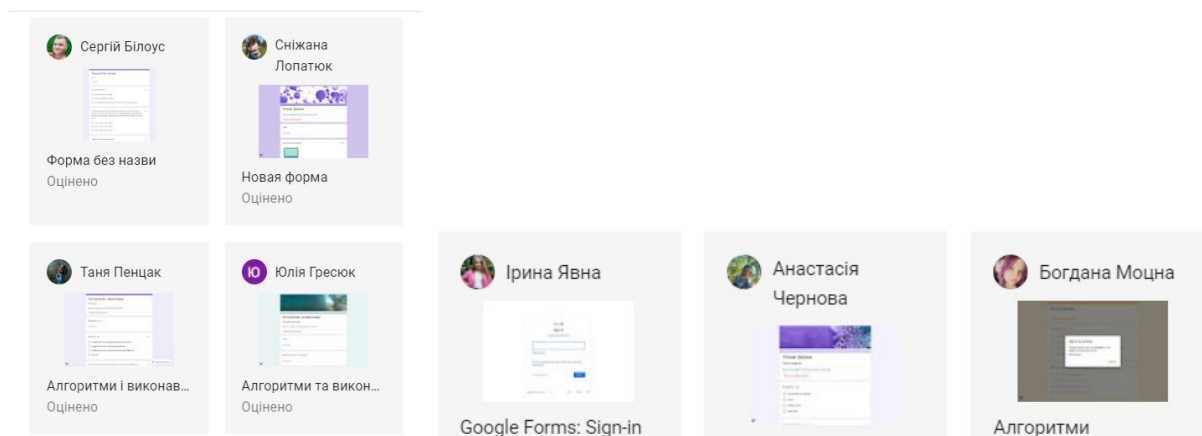 Сергій Білоус
Форма без назви
Оцінено
Сніжана
Лопатюк
Новая форма
Оцінено
Таня Пенцак
Алгоритми і виконав...
Оцінено
Ю
Юлія Гресюк
Алгоритми та викон...
Оцінено
Ірина Явна
Google Forms: Sign-in
Анастасія
Чернова
Богдана Моцна
Алгоритми